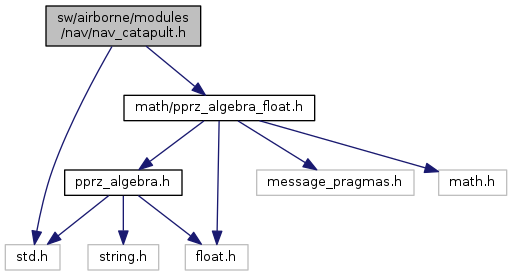 sw/airborne/modules
/nav/nav_catapult.h
math/pprz_algebra_float.h
pprz_algebra.h
message_pragmas.h
math.h
std.h
string.h
float.h